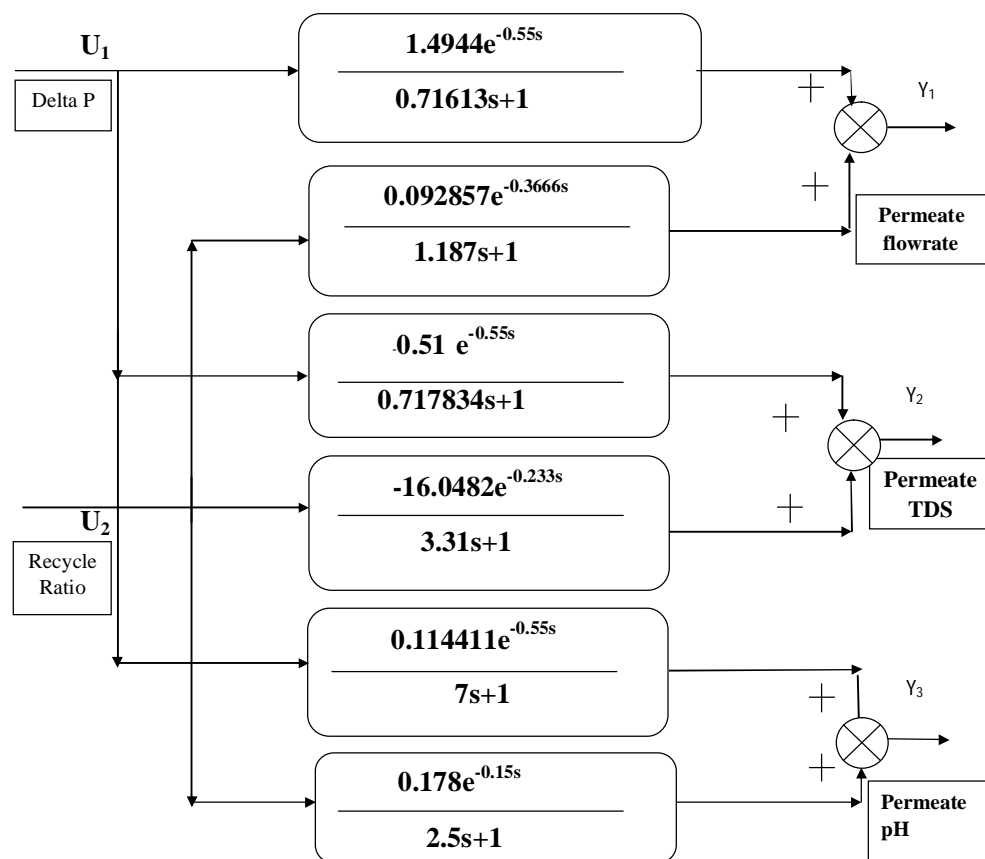 U₁
Delta P
1.4944e^-0.55s
0.71613s+1
+
Y₁
+
0.092857e^-0.3666s
1.187s+1
Permeate
flowrate
-0.51 e^-0.55s
0.717834s+1
+
Y₂
-16.0482e^-0.233s
3.31s+1
+
Permeate
TDS
U₂
Recycle
Ratio
0.114411e^-0.55s
7s+1
+
Y₃
+
0.178e^-0.15s
2.5s+1
Permeate
pH